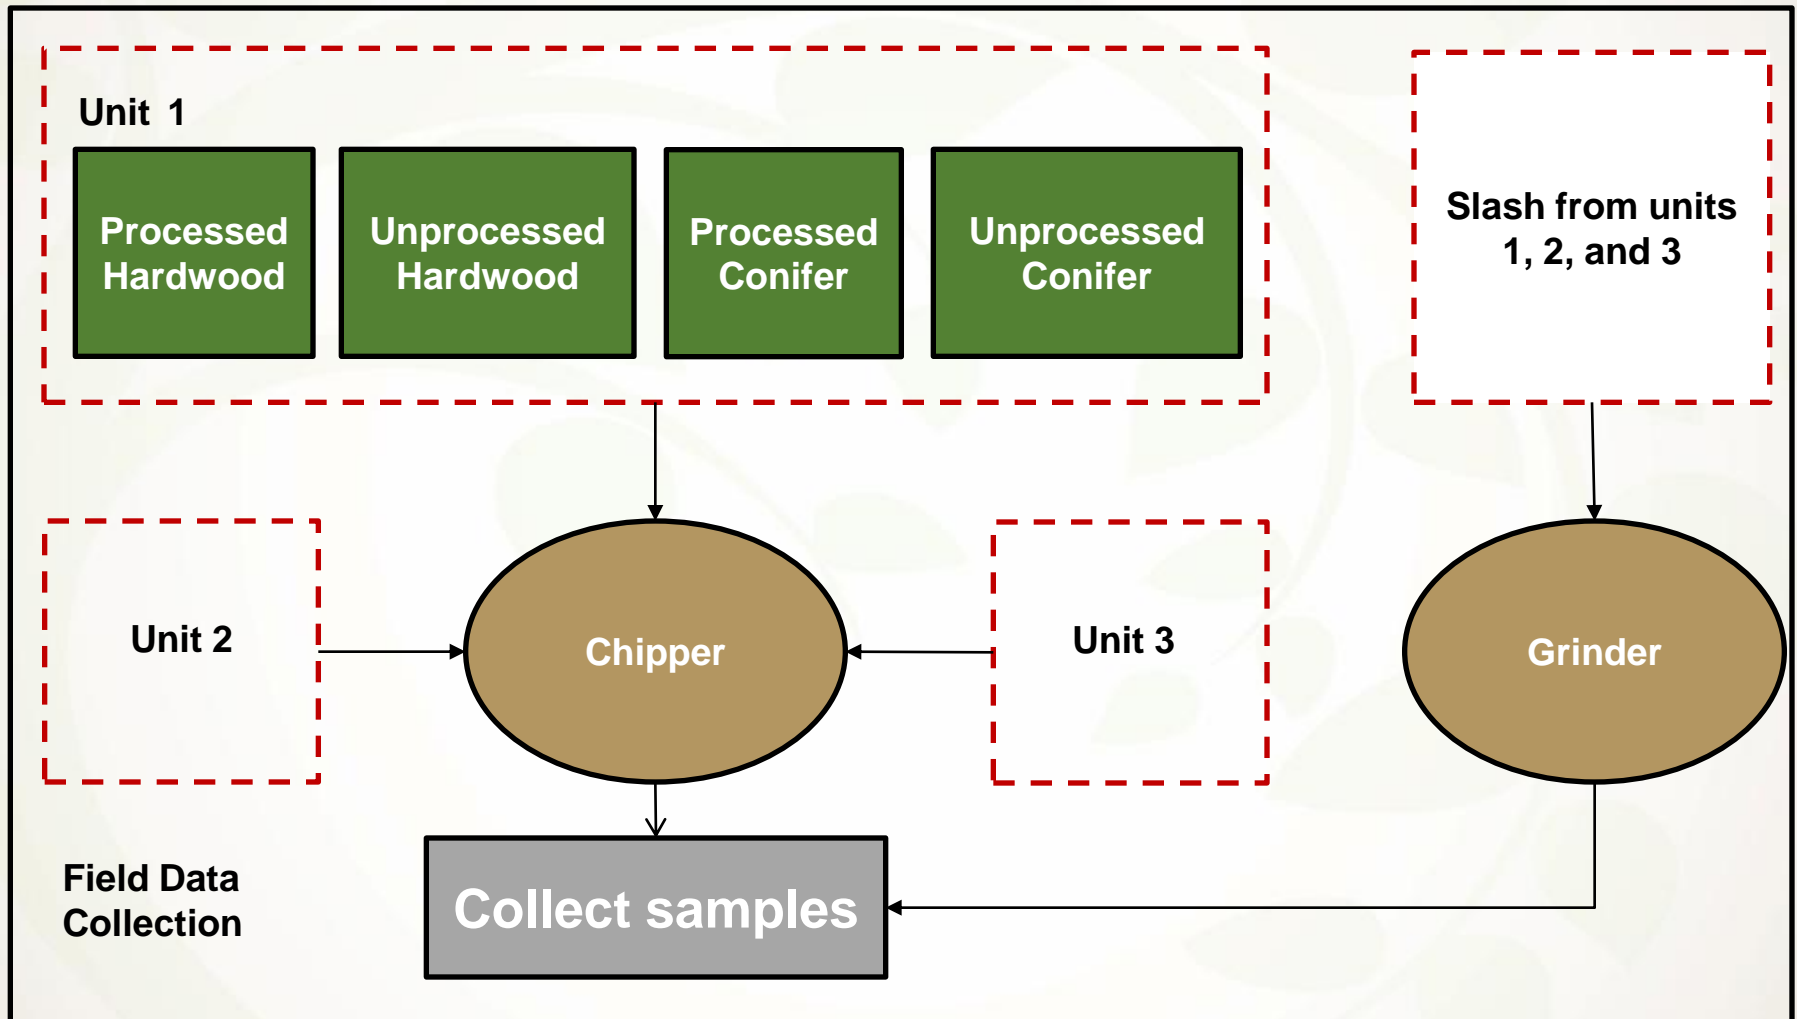 Unit 1
Processed
Hardwood
Unprocessed
Hardwood
Processed
Conifer
Unprocessed
Conifer
Slash from units
1, 2, and 3
Unit 2
Chipper
Unit 3
Grinder
Field Data
Collection
Collect samples